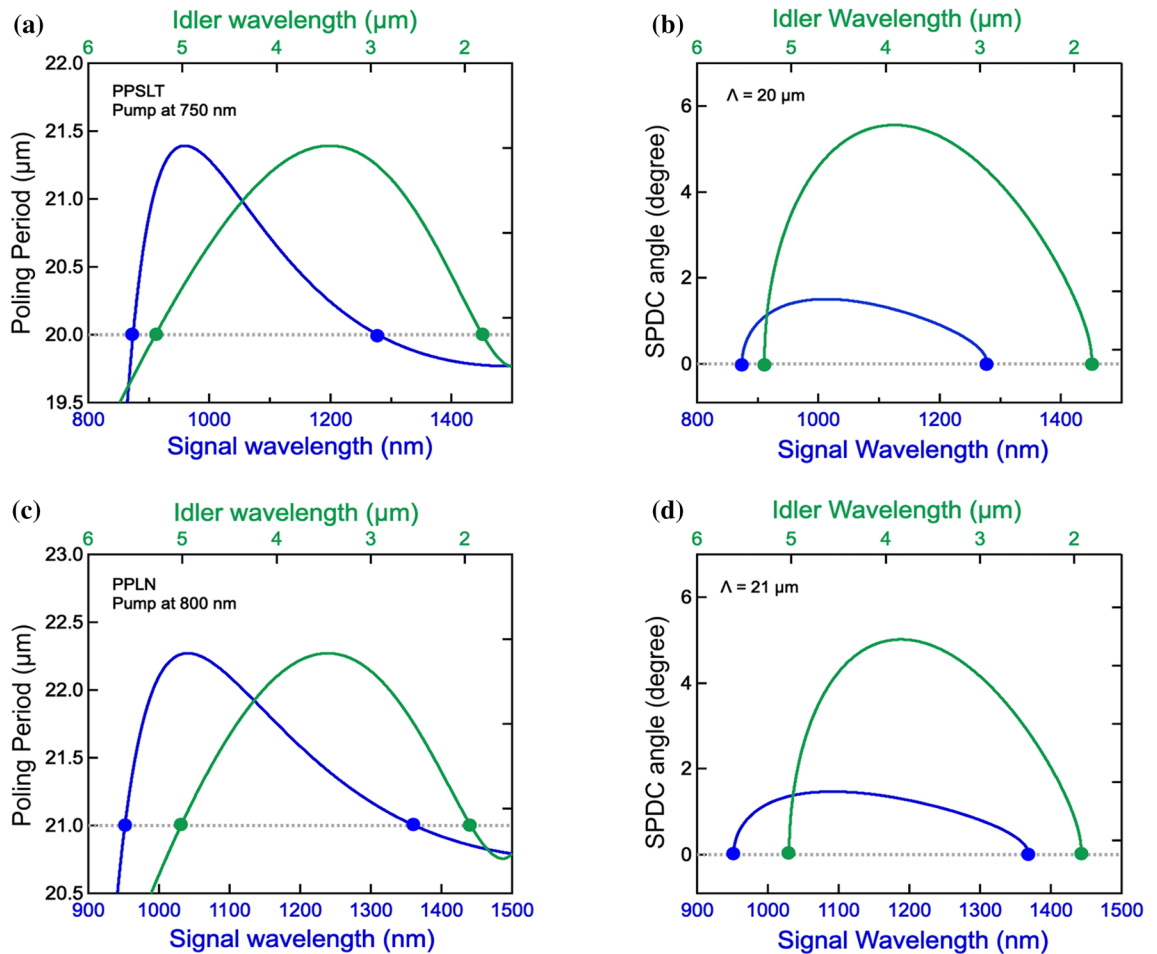 (a)
Idler wavelength (µm)
6 5 4 3 2
22.0
21.5
21.0
20.5
20.0
19.5
Poling Period (µm)
PPSLT
Pump at 750 nm
800 1000 1200 1400
Signal wavelength (nm)
(b)
Idler Wavelength (µm)
6 5 4 3 2
6
4
2
0
SPDC angle (degree)
Λ = 20 µm
800 1000 1200 1400
Signal Wavelength (nm)
(c)
Idler wavelength (µm)
6 5 4 3 2
23.0
22.5
22.0
21.5
21.0
20.5
Poling Period (µm)
PPLN
Pump at 800 nm
900 1000 1100 1200 1300 1400 1500
Signal wavelength (nm)
(d)
Idler Wavelength (µm)
6 5 4 3 2
6
4
2
0
SPDC angle (degree)
Λ = 21 µm
900 1000 1100 1200 1300 1400 1500
Signal Wavelength (nm)